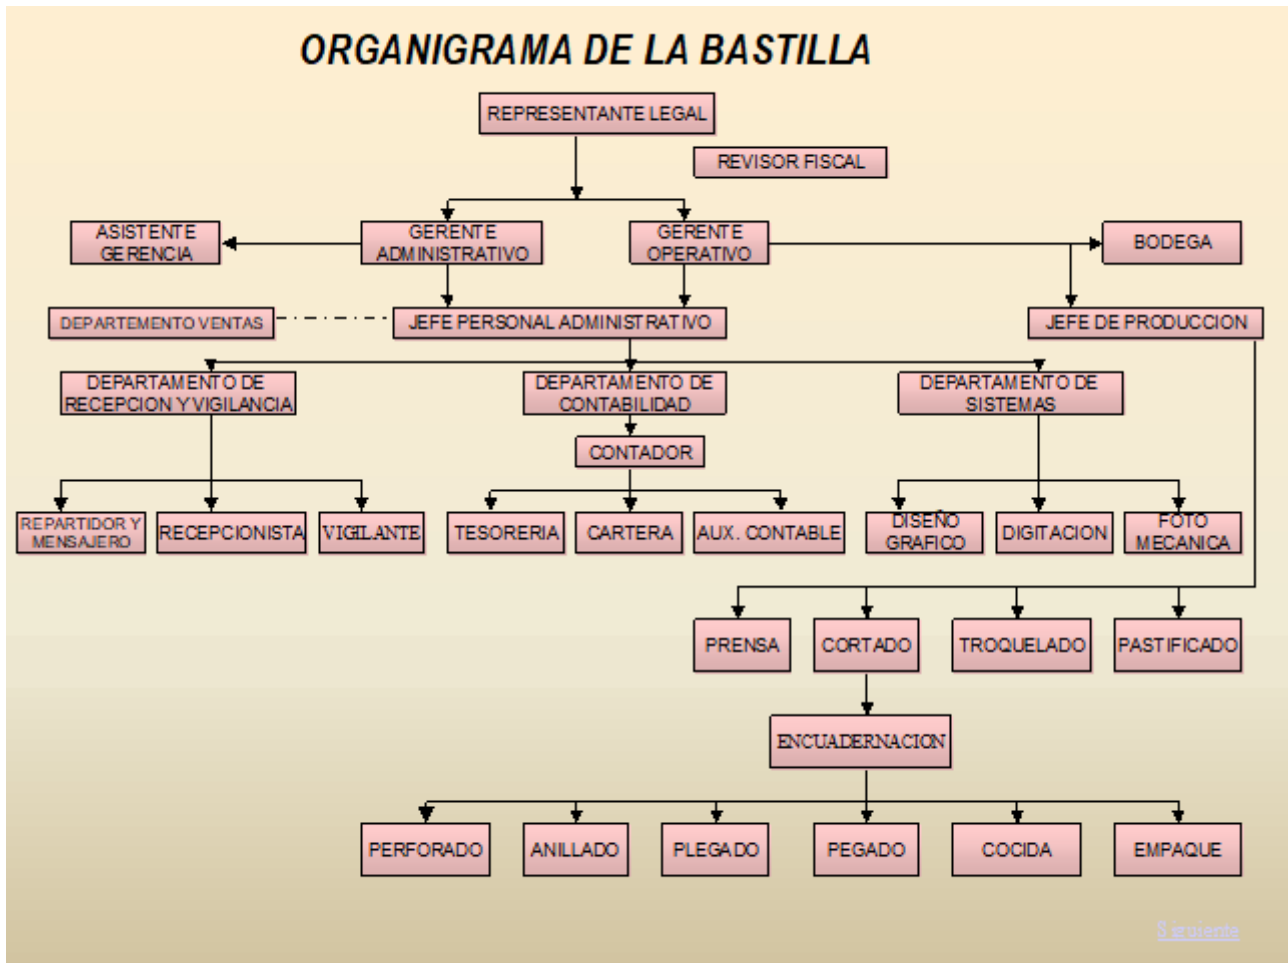 ORGANIGRAMA DE LA BASTILLA
REPRESENTANTE LEGAL
REVISOR FISCAL
ASISTENTE
GERENCIA
GERENTE
ADMINISTRATIVO
GERENTE
OPERATIVO
BODEGA
DEPARTEMENTO VENTAS
JEFE PERSONAL ADMINISTRATIVO
JEFE DE PRODUCCION
DEPARTAMENTO DE
RECEPCION Y VIGILANCIA
DEPARTAMENTO DE
CONTABILIDAD
DEPARTAMENTO DE
SISTEMAS
CONTADOR
REPARTIDOR Y
MENSAJERO
RECEPCIONISTA
VIGILANTE
TESORERIA
CARTERA
AUX. CONTABLE
DISEÑO
GRAFICO
DIGITACION
FOTO
MECANICA
PRENSA
CORTADO
TROQUELADO
PASTIFICADO
ENCUADERNACION
PERFORADO
ANILLADO
PLEGADO
PEGADO
COCIDA
EMPAQUE
Siguiente